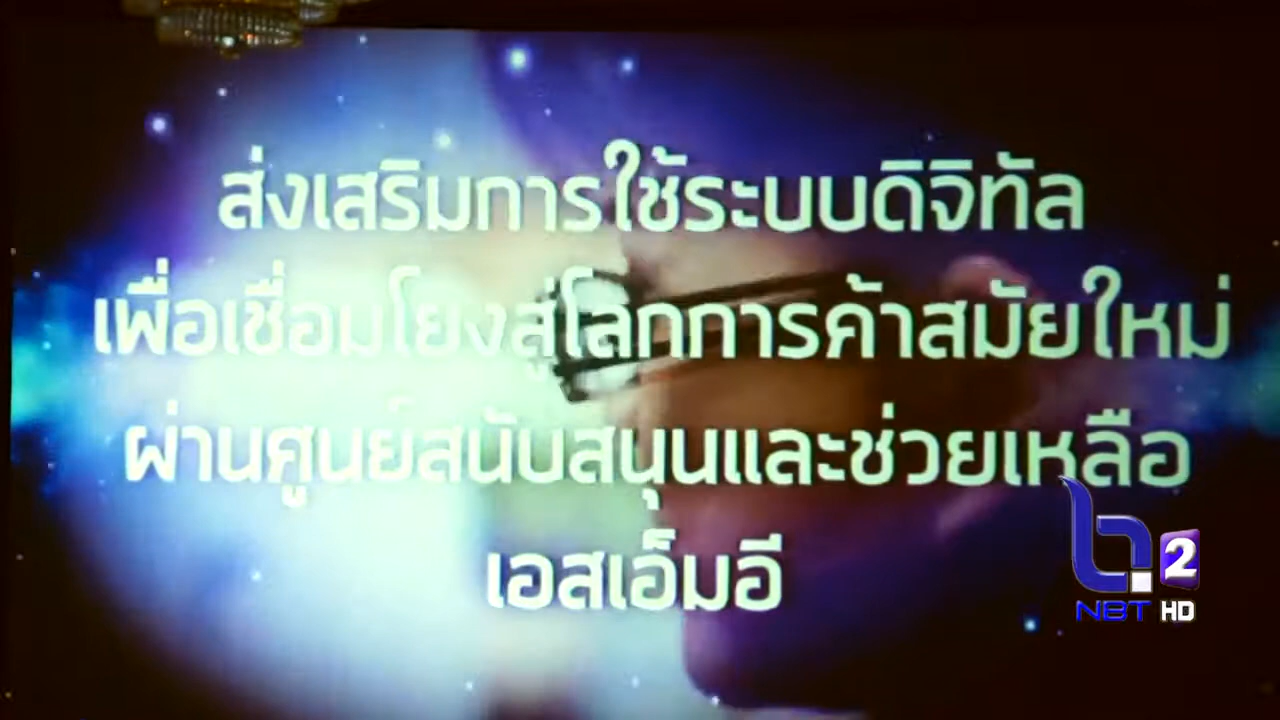 ส่งเสริมการใช้ระบบดิจิทัล
เพื่อเชื่อมโยงสู่โลกการค้าสมัยใหม่
ผ่านศูนย์สนับสนุนและช่วยเหลือ
เอสเอ็มอี
2
NBT HD